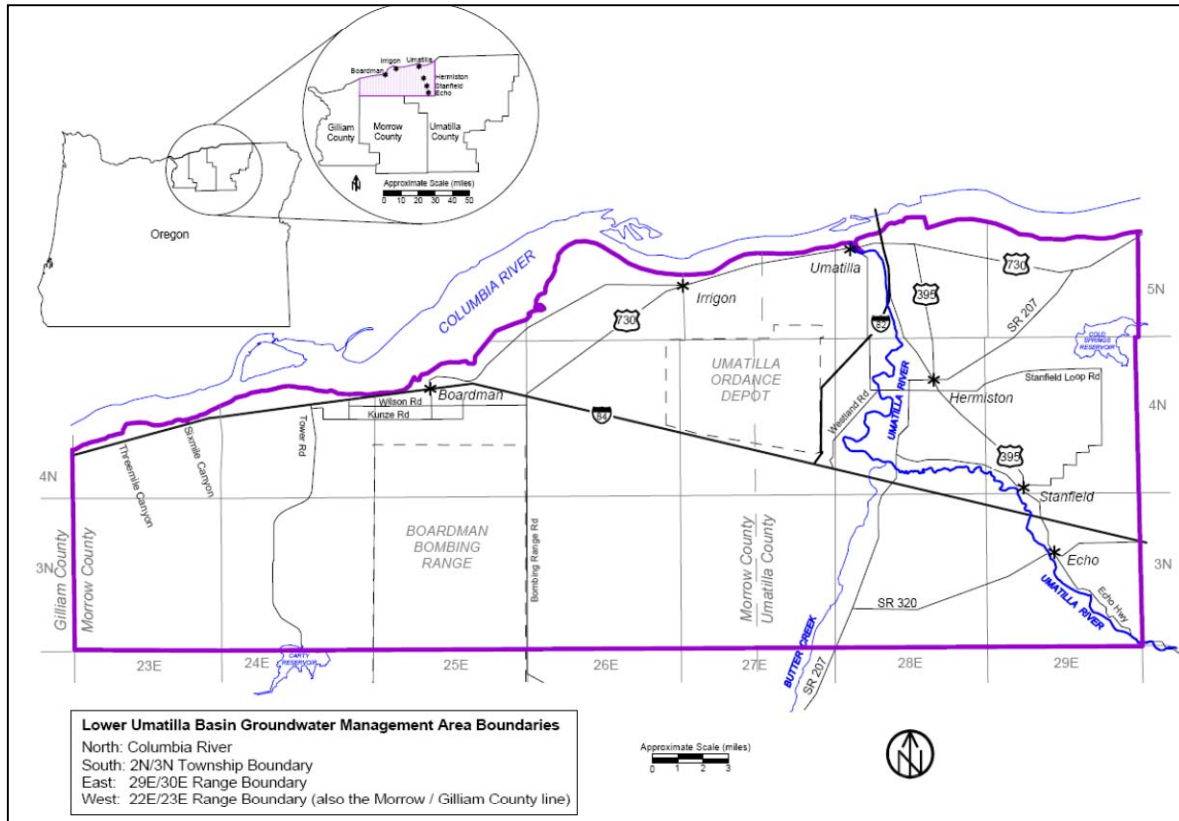 Irrigon
Umatilla
Boardman
Hermiston
Stanfield
Echo
Gilliam
County
Morrow
County
Umatilla
County
Approximate Scale (miles)
0 10 20 30 40 50
N
Oregon
COLUMBIA RIVER
Umatilla
730
5N
Irrigon
395
SR 207
730
82
COLD
SPRINGS
RESERVOIR
UMATILLA
ORDANCE
DEPOT
UMATILLA RIVER
Stanfield Loop Rd
Boardman
Hermiston
Wilson Rd
Kunze Rd
84
Westland Rd
4N
Tower Rd
Sixmile Canyon
Threemile Canyon
395
4N
Stanfield
BOARDMAN
BOMBING
RANGE
Bombing Range Rd
Gilliam County
Morrow County
3N
Morrow County
Umatilla County
Echo
3N
SR 320
UMATILLA RIVER
Echo Hwy
BUTTER CREEK
SR 207
CARTY
RESERVOIR
23E
24E
25E
26E
27E
28E
29E
Lower Umatilla Basin Groundwater Management Area Boundaries
North: Columbia River
South: 2N/3N Township Boundary
East: 29E/30E Range Boundary
West: 22E/23E Range Boundary (also the Morrow / Gilliam County line)
Approximate Scale (miles)
0 1 2 3
N